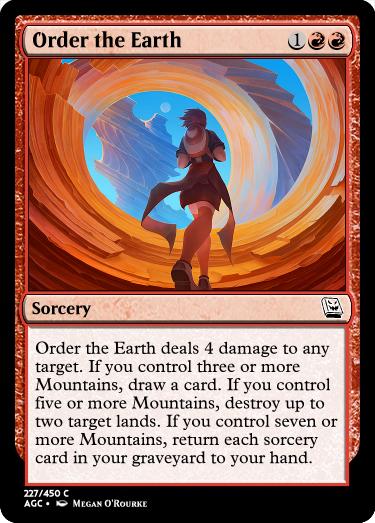 Order the Earth 1
Sorcery
Order the Earth deals 4 damage to any
target. If you control three or more
Mountains, draw a card. If you control
five or more Mountains, destroy up to
two target lands. If you control seven or
more Mountains, return each sorcery
card in your graveyard to your hand.
227/450 C
AGC • Megan O'Rourke